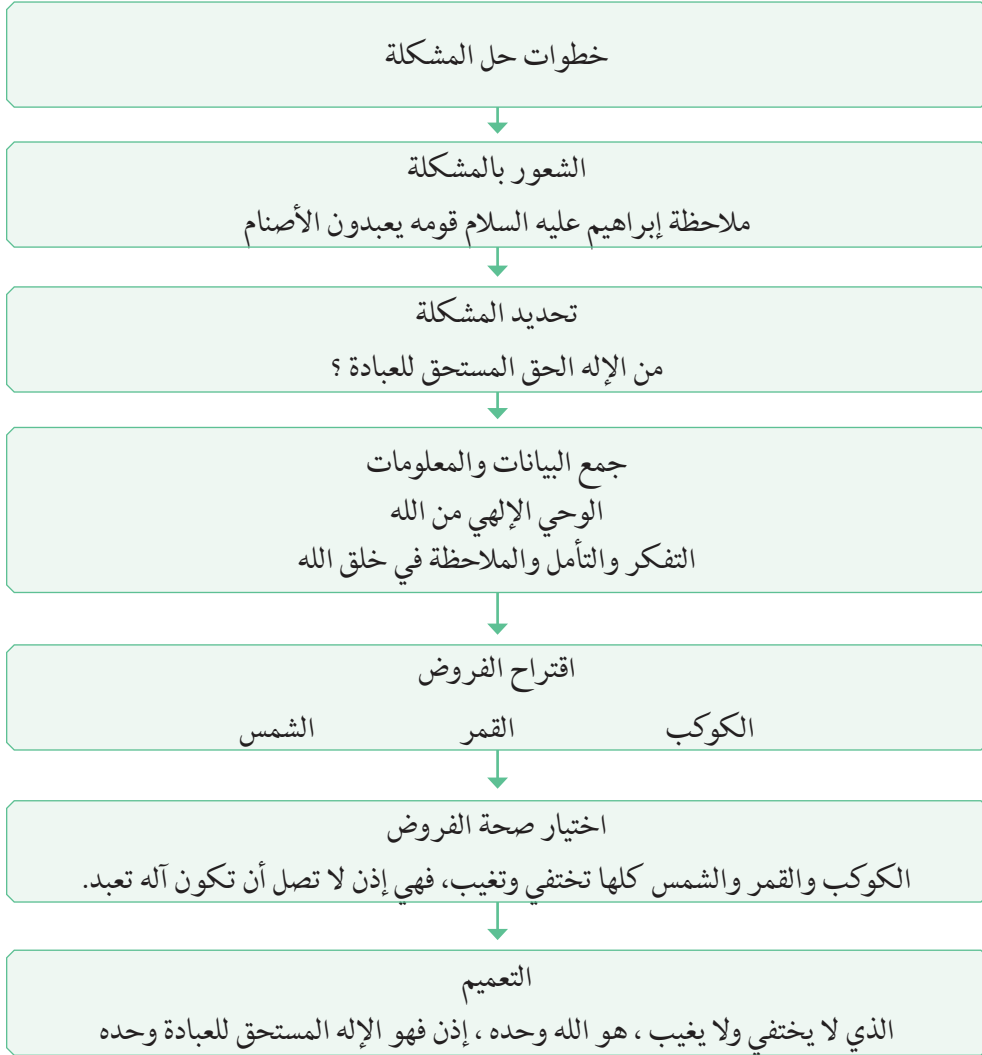 خطوات حل المشكلة
الشعور بالمشكلة
ملاحظة إبراهيم عليه السلام قومه يعبدون الأصنام
تحديد المشكلة
من الإله الحق المستحق للعبادة ؟
جمع البيانات والمعلومات
الوحي الإلهي من الله
التفكر والتأمل والملاحظة في خلق الله
اقتراح الفروض
الكوكب القمر الشمس
اختيار صحة الفروض
الكوكب والقمر والشمس كلها تختفي وتغيب، فهي إذن لا تصل أن تكون آله تعبد.
التعميم
الذي لا يختفي ولا يغيب ، هو الله وحده ، إذن فهو الإله المستحق للعبادة وحده